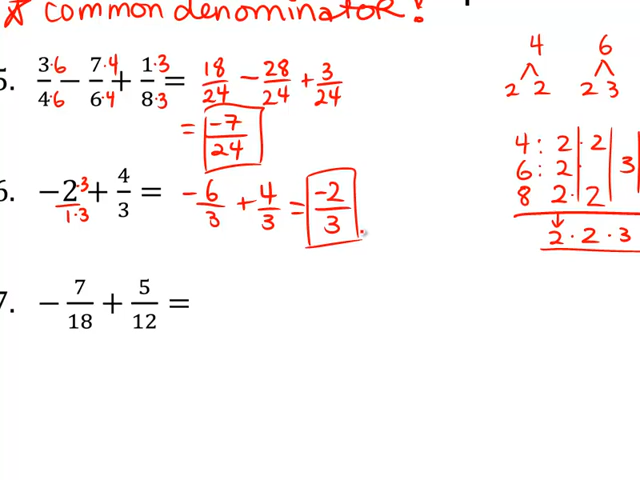 * common denominator!
5. 3·6/4·6 − 7·4/6·4 + 1·3/8·3 = 18/24 − 28/24 + 3/24
= −7/24
6. −2·3/1·3 + 4/3 = −6/3 + 4/3 = −2/3
7. −7/18 + 5/12 =
4 6
2 2 2 3
4: 2 · 2
6: 2 · 3
8 2 · 2
2 · 2 · 3